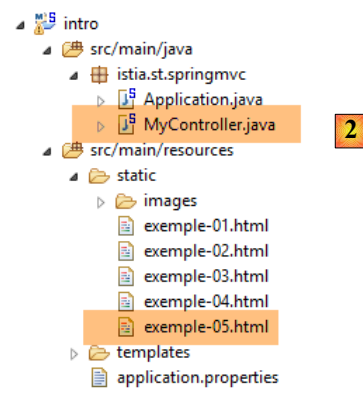 intro
src/main/java
istia.st.springmvc
Application.java
MyController.java
2
src/main/resources
static
images
exemple-01.html
exemple-02.html
exemple-03.html
exemple-04.html
exemple-05.html
templates
application.properties